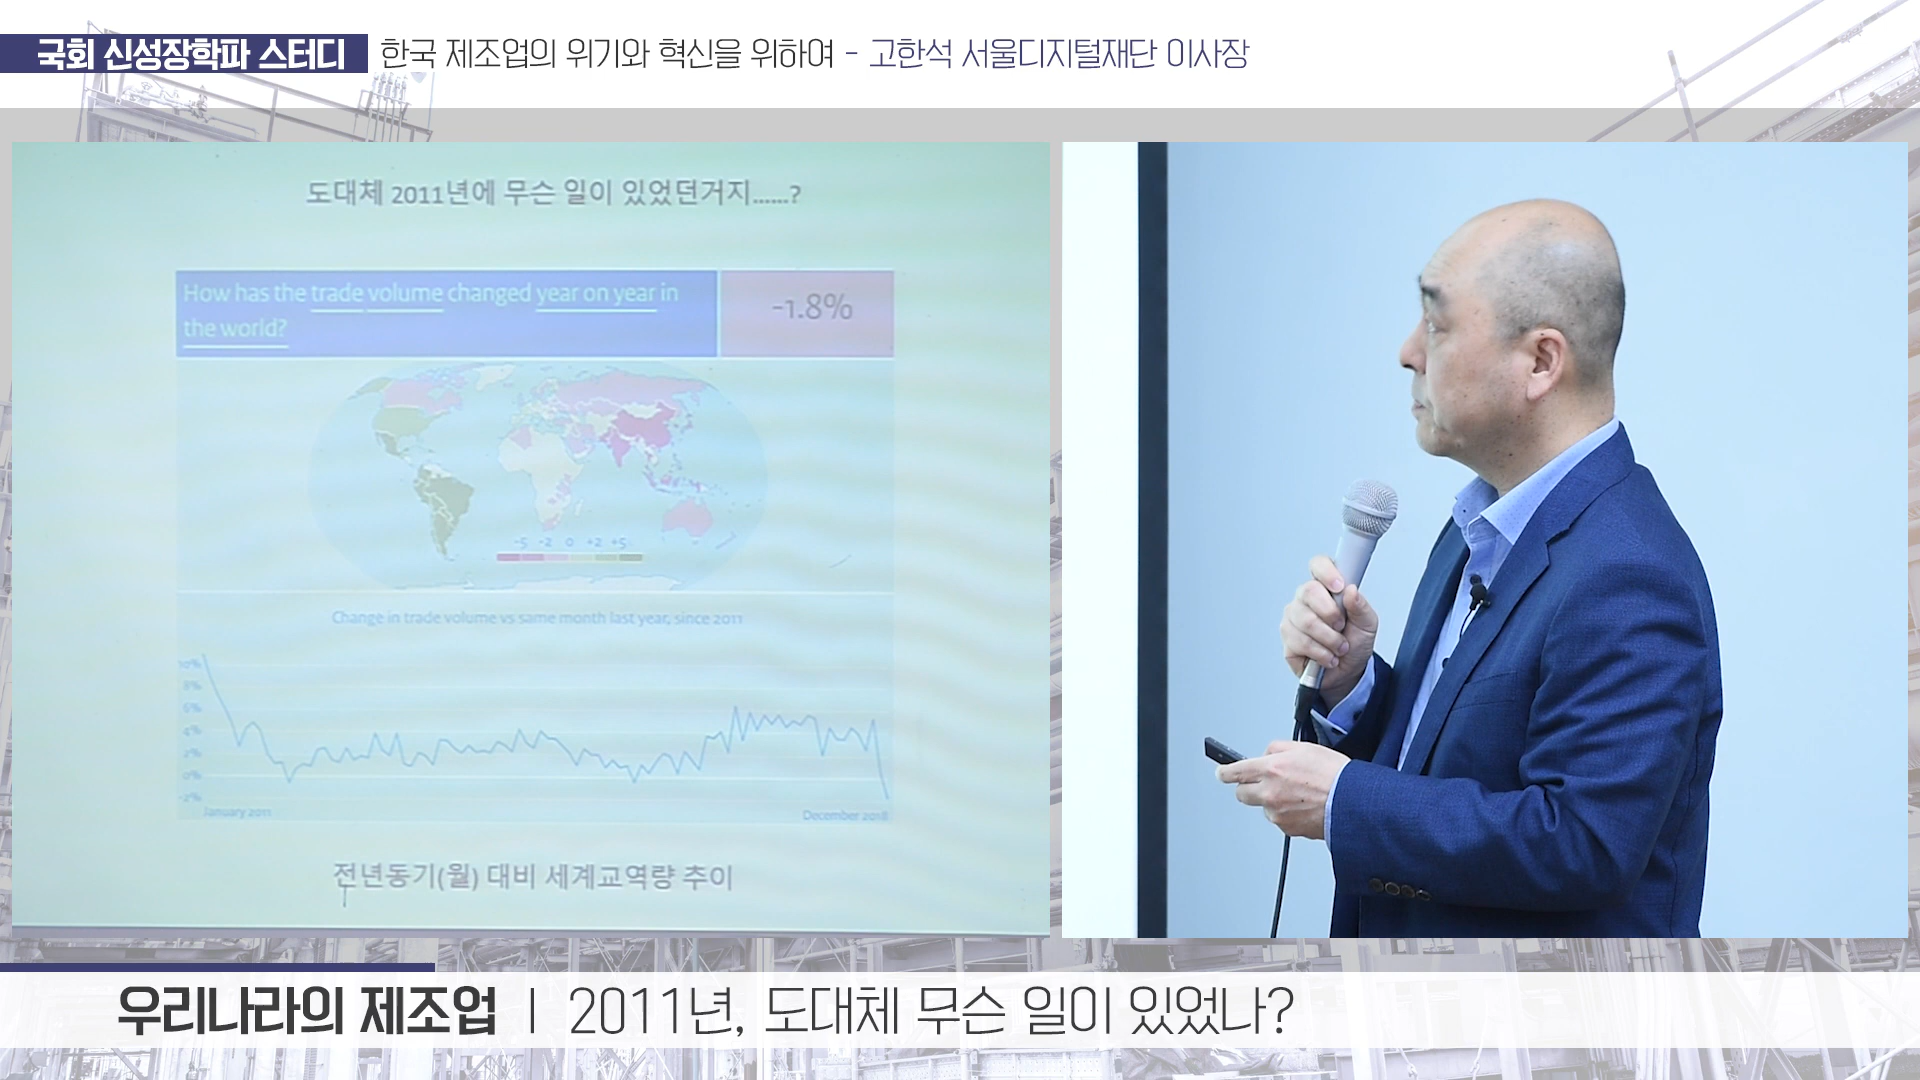 국회 신성장학파 스터디 한국 제조업의 위기와 혁신을 위하여 - 고한석 서울디지털재단 이사장
도대체 2011년에 무슨 일이 있었던거지......?
How has the trade volume changed year on year in
the world?
-1.8%
-5 -2 0 +2 +5
Change in trade volume vs same month last year, since 2011
10%
8%
6%
4%
2%
0%
-2%
January 2011 December 2018
전년동기(월) 대비 세계교역량 추이
우리나라의 제조업 | 2011년, 도대체 무슨 일이 있었나?